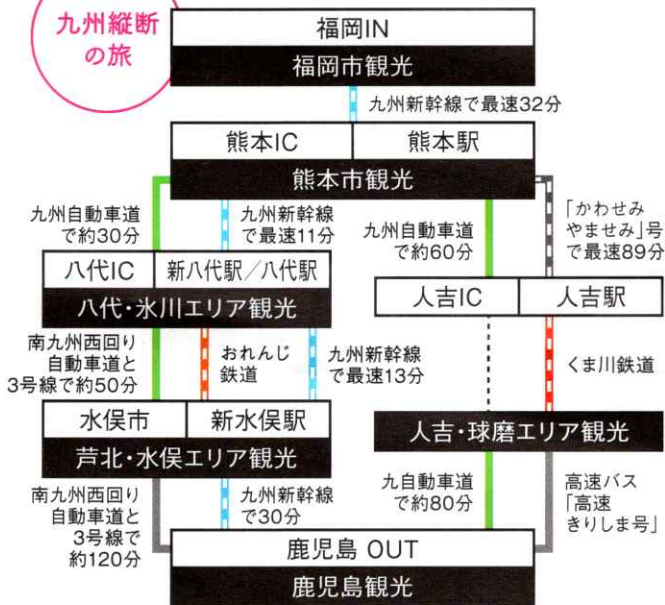 九州縦断
の旅
福岡IN
福岡市観光
九州新幹線で最速32分
熊本IC
熊本駅
熊本市観光
九州自動車道
で約30分
九州新幹線
で最速11分
九州自動車道
で約60分
「かわせみ
やませみ」号
で最速89分
八代IC
新八代駅／八代駅
八代・氷川エリア観光
人吉IC
人吉駅
南九州西回り
自動車道と
3号線で約50分
おれんじ
鉄道
九州新幹線
で最速13分
くま川鉄道
水俣市
新水俣駅
芦北・水俣エリア観光
人吉・球磨エリア観光
南九州西回り
自動車道と
3号線で
約120分
九州新幹線
で30分
九自動車道
で約80分
高速バス
「高速
きりしま号」
鹿児島 OUT
鹿児島観光